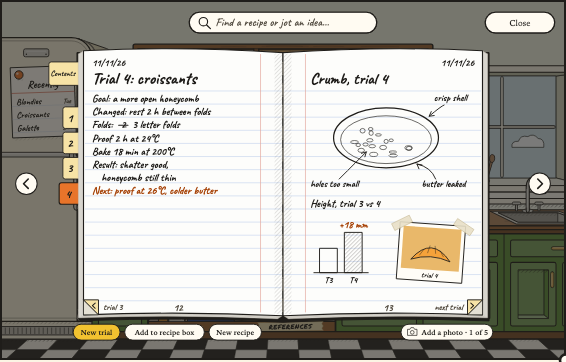 Find a recipe or jot an idea...
Close
Recent
Blondies Tue
Croissants
Galette
Contents
1
2
3
4
11/11/26
Trial 4: croissants
Goal: a more open honeycomb
Changed: rest 2 h between folds
Folds: 2 3 letter folds
Proof 2 h at 24°C
Bake 18 min at 200°C
Result: shatter good,
honeycomb still thin
Next: proof at 26°C, colder butter
trial 3
12
11/11/26
Crumb, trial 4
crisp shell
holes too small
butter leaked
Height, trial 3 vs 4
+18 mm
T3
T4
trial 4
13
next trial
New trial
Add to recipe box
New recipe
REFERENCES
Add a photo · 1 of 5